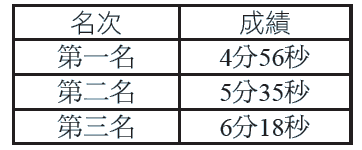 名次 成績
第一名 4分56秒
第二名 5分35秒
第三名 6分18秒